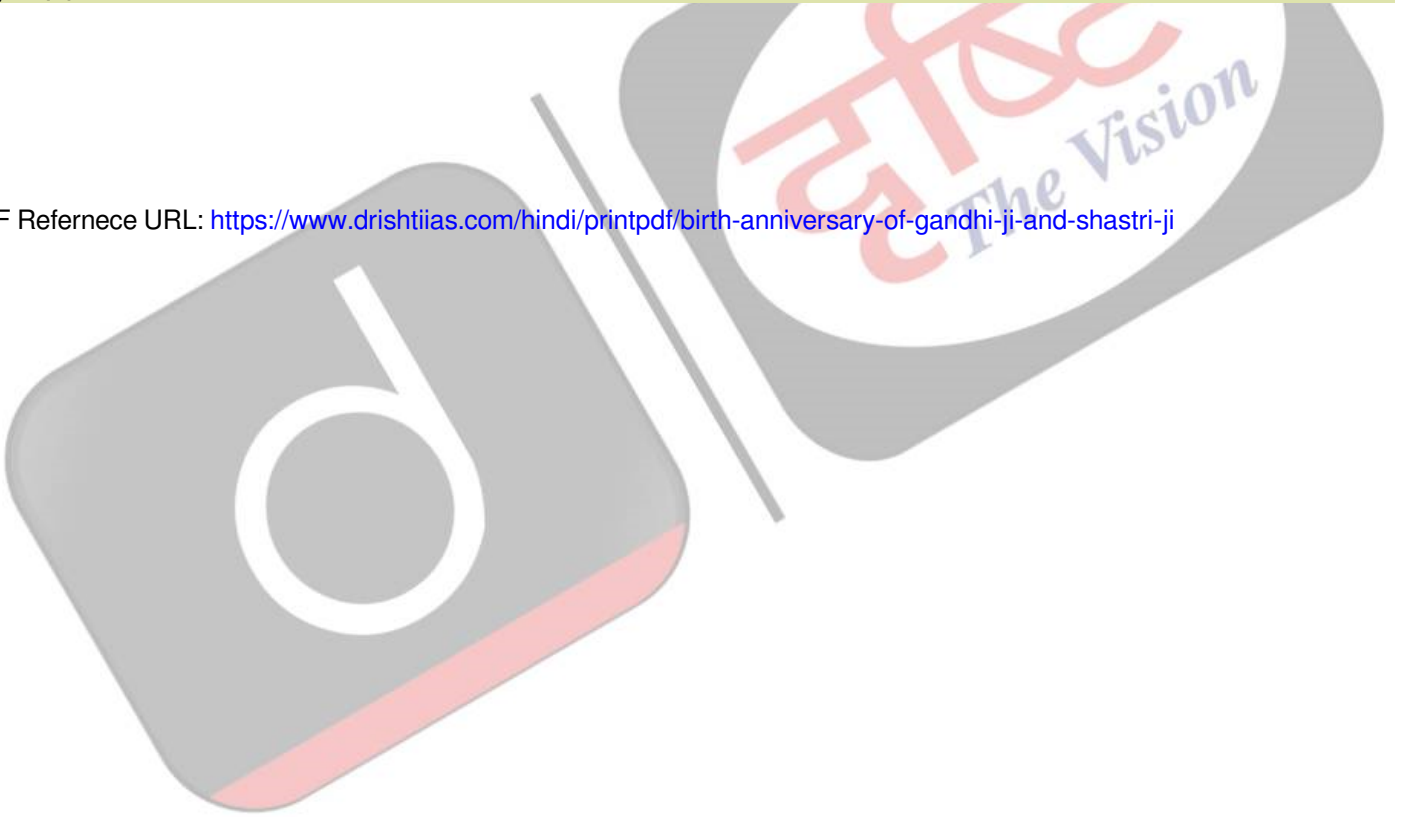 दृष्टि
The Vision
F Refernece URL: https://www.drishtiias.com/hindi/printpdf/birth-anniversary-of-gandhi-ji-and-shastri-ji
d